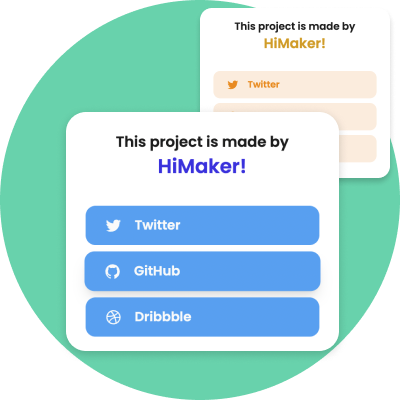 This project is made by
HiMaker!
Twitter
This project is made by
HiMaker!
Twitter
GitHub
Dribbble